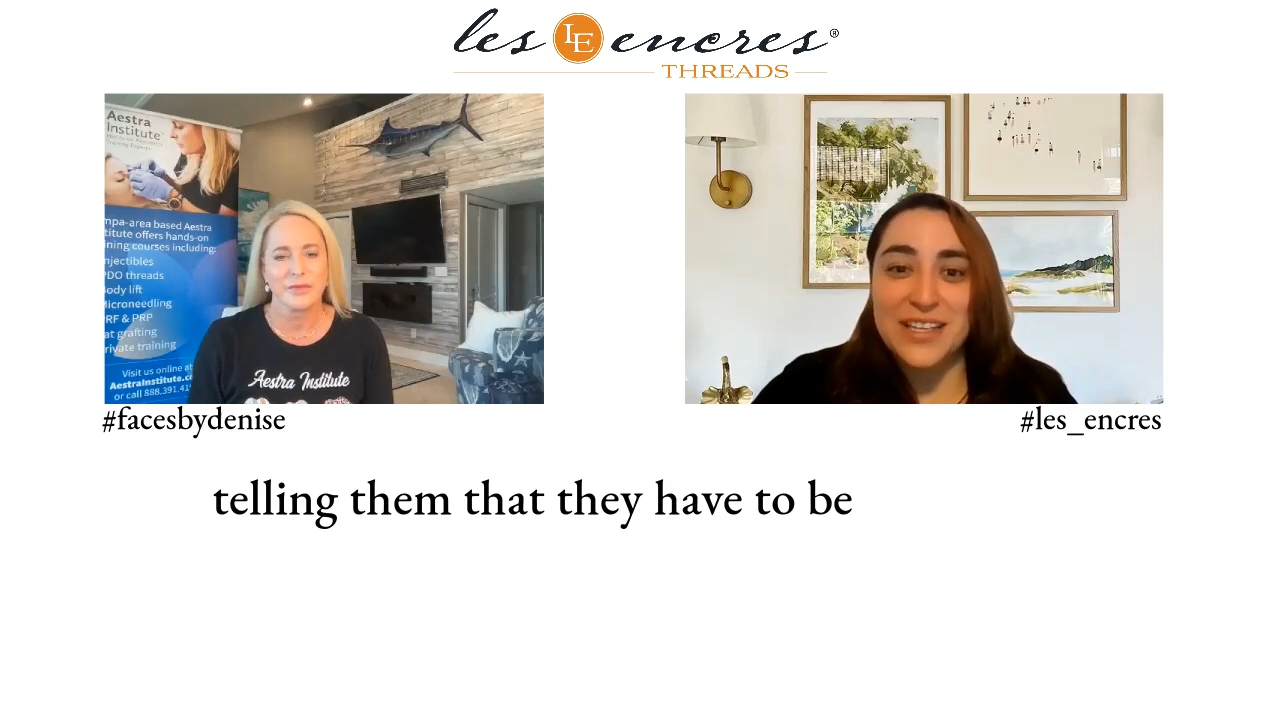 les LE encres®
THREADS
Aestra
Institute
mpa-area based Aestra
titute offers hands-on
ining courses including:
njectibles
PDO threads
ody lift
Microneedling
RF & PRP
at grafting
rivate training
Visit us online at
AestraInstitute.c
or call 888.391.41
Aestra Institute
#facesbydenise
#les_encres
telling them that they have to be